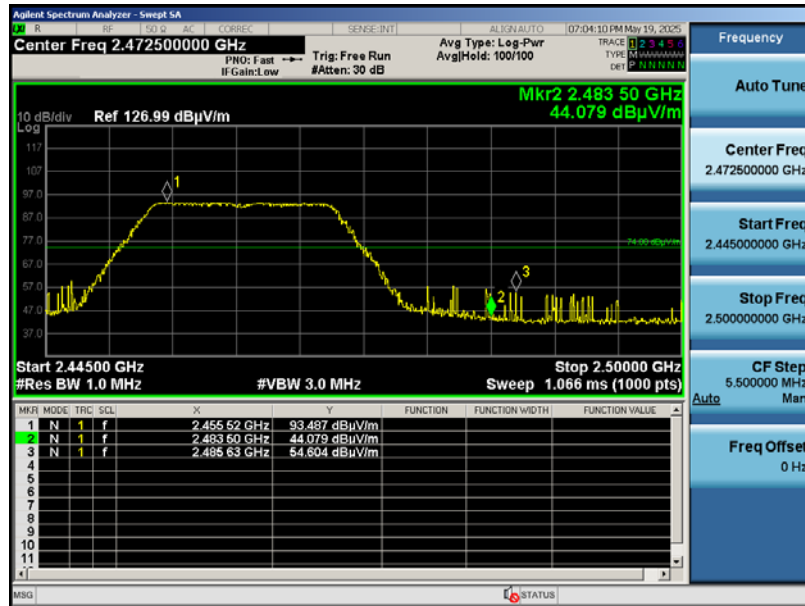 Agilent Spectrum Analyzer - Swept SA
R RF 50 Ω AC CORREC SENSE:INT ALIGN AUTO 07:04:10 PM May 19, 2025
Center Freq 2.472500000 GHz
PNO: Fast
IFGain:Low
Trig: Free Run
#Atten: 30 dB
Avg Type: Log-Pwr
Avg|Hold: 100/100
TRACE 1 2 3 4 5 6
TYPE M
DET P N N N N N
Mkr2 2.483 50 GHz
44.079 dBµV/m
10 dB/div Ref 126.99 dBµV/m
Log
117
107
97.0
87.0
77.0
67.0
57.0
47.0
37.0
1
2
3
74.00 dBµV/m
Start 2.44500 GHz Stop 2.50000 GHz
#Res BW 1.0 MHz #VBW 3.0 MHz Sweep 1.066 ms (1000 pts)
MKR MODE TRC SCL X Y FUNCTION FUNCTION WIDTH FUNCTION VALUE
1 N 1 f 2.455 52 GHz 93.487 dBµV/m
2 N 1 f 2.483 50 GHz 44.079 dBµV/m
3 N 1 f 2.485 63 GHz 54.604 dBµV/m
4
5
6
7
8
9
10
11
MSG STATUS
Frequency
Auto Tune
Center Freq
2.472500000 GHz
Start Freq
2.445000000 GHz
Stop Freq
2.500000000 GHz
CF Step
5.500000 MHz
Auto Man
Freq Offset
0 Hz